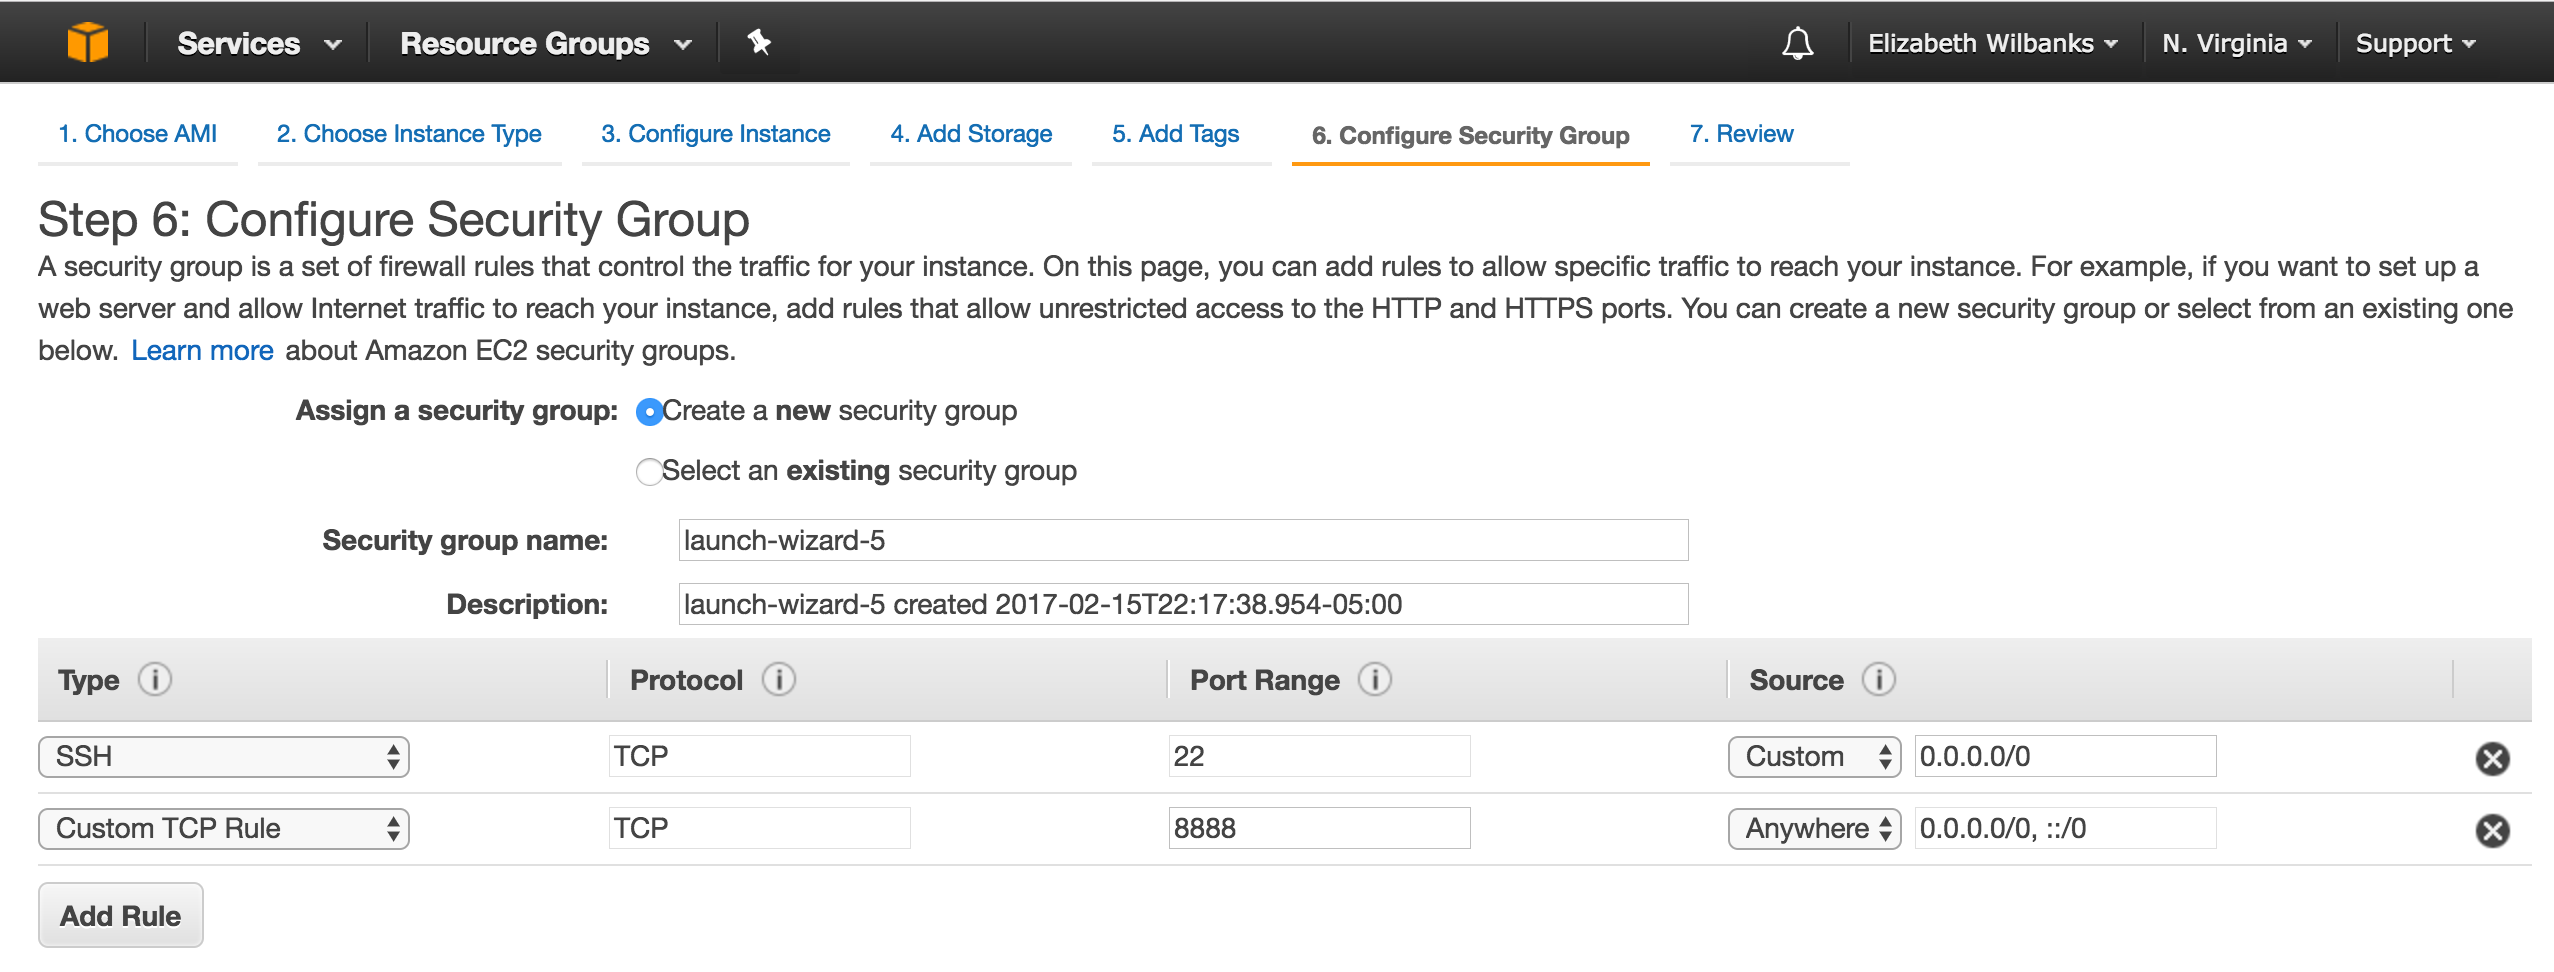 Services Resource Groups Elizabeth Wilbanks N. Virginia Support
1. Choose AMI 2. Choose Instance Type 3. Configure Instance 4. Add Storage 5. Add Tags 6. Configure Security Group 7. Review
Step 6: Configure Security Group
A security group is a set of firewall rules that control the traffic for your instance. On this page, you can add rules to allow specific traffic to reach your instance. For example, if you want to set up a
web server and allow Internet traffic to reach your instance, add rules that allow unrestricted access to the HTTP and HTTPS ports. You can create a new security group or select from an existing one
below. Learn more about Amazon EC2 security groups.
Assign a security group: Create a new security group
Select an existing security group
Security group name: launch-wizard-5
Description: launch-wizard-5 created 2017-02-15T22:17:38.954-05:00
Type i Protocol i Port Range i Source i
SSH TCP 22 Custom 0.0.0.0/0
Custom TCP Rule TCP 8888 Anywhere 0.0.0.0/0, ::/0
Add Rule